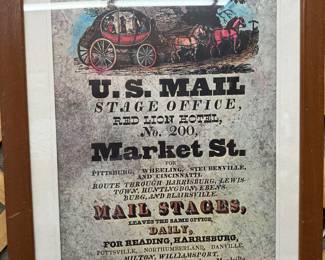 U.S. MAIL
STAGE OFFICE,
RED LION HOTEL,
No. 200,
Market St.
FOR
PITTSBURG, WHEELING, STEUBENVILLE,
AND CINCINNATI.
ROUTE THROUGH HARRISBURG, LEWIS-
TOWN, HUNTINGDON, EBENS-
BURG, AND BLAIRSVILLE.
MAIL STAGES,
LEAVES THE SAME OFFICE,
DAILY,
FOR READING, HARRISBURG,
POTTSVILLE, NORTHUMBERLAND, DANVILLE,
MILTON, WILLIAMSPORT,